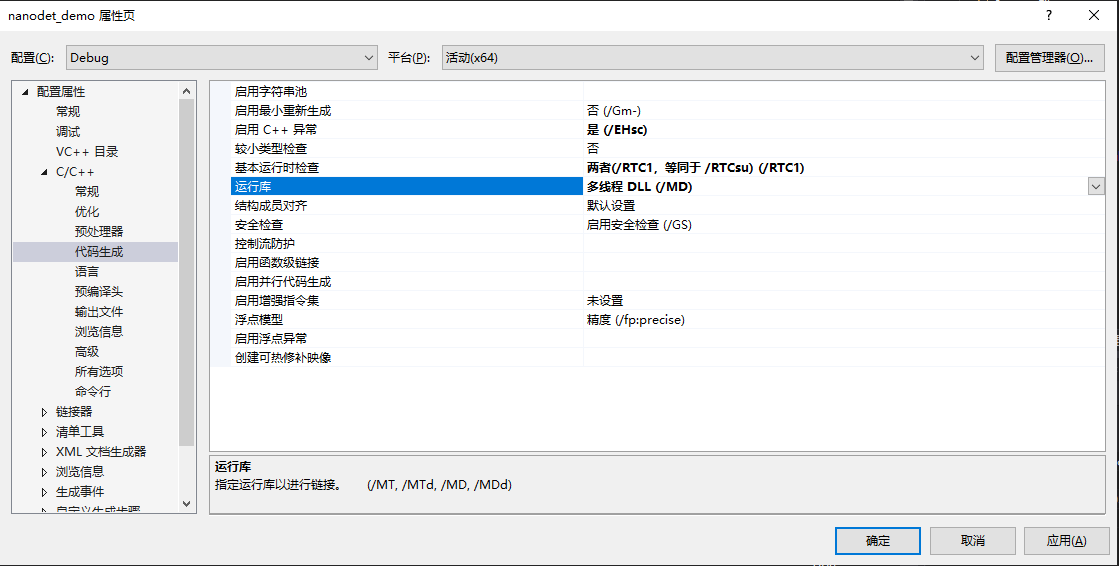 nanodet_demo 属性页
?
配置(C): Debug 平台(P): 活动(x64) 配置管理器(O)...
配置属性
常规
调试
VC++ 目录
C/C++
常规
优化
预处理器
代码生成
语言
预编译头
输出文件
浏览信息
高级
所有选项
命令行
链接器
清单工具
XML 文档生成器
浏览信息
生成事件
自定义生成步骤
启用字符串池
启用最小重新生成 否 (/Gm-)
启用 C++ 异常 是 (/EHsc)
较小类型检查 否
基本运行时检查 两者(/RTC1，等同于 /RTCsu) (/RTC1)
运行库 多线程 DLL (/MD)
结构成员对齐 默认设置
安全检查 启用安全检查 (/GS)
控制流防护
启用函数级链接
启用并行代码生成
启用增强指令集 未设置
浮点模型 精度 (/fp:precise)
启用浮点异常
创建可热修补映像
运行库
指定运行库以进行链接。 (/MT, /MTd, /MD, /MDd)
确定 取消 应用(A)